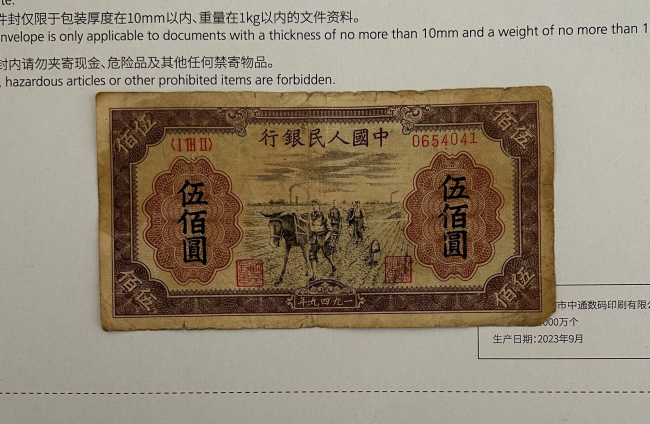 件封仅限于包装厚度在10mm以内、重量在1kg以内的文件资料。
nvelope is only applicable to documents with a thickness of no more than 10mm and a weight of no more than 1
封内请勿夹寄现金、危险品及其他任何禁寄物品。
, hazardous articles or other prohibited items are forbidden.
佰伍
佰伍
行銀民人國中
0654041
伍佰圓
伍佰圓
佰伍
佰伍
年九四九一
市中通数码印刷有限公
000万个
生产日期:2023年9月